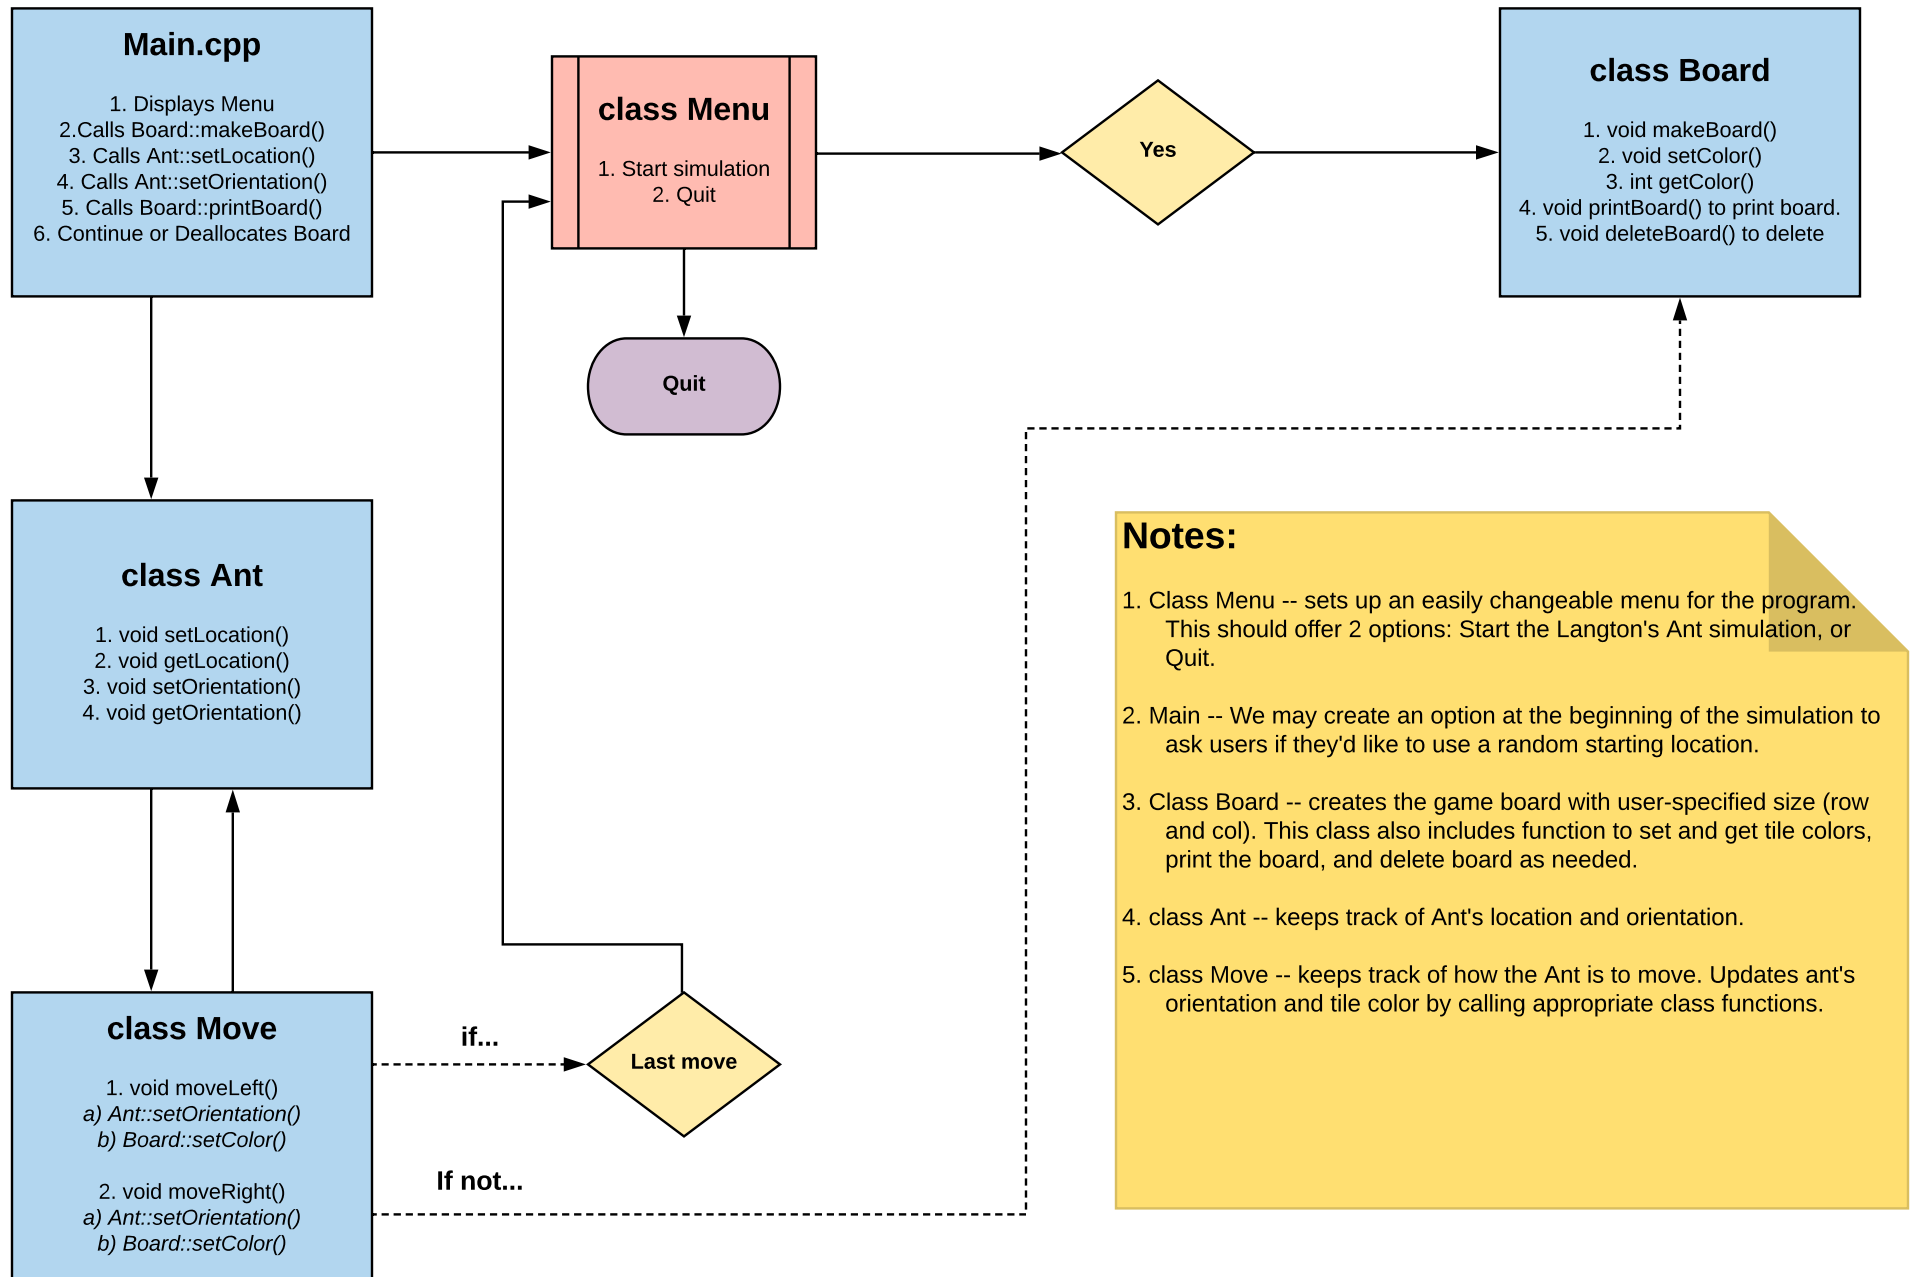 Main.cpp
1. Displays Menu
2.Calls Board::makeBoard()
3. Calls Ant::setLocation()
4. Calls Ant::setOrientation()
5. Calls Board::printBoard()
6. Continue or Deallocates Board
class Menu
1. Start simulation
2. Quit
Yes
class Board
1. void makeBoard()
2. void setColor()
3. int getColor()
4. void printBoard() to print board.
5. void deleteBoard() to delete
Quit
class Ant
1. void setLocation()
2. void getLocation()
3. void setOrientation()
4. void getOrientation()
Notes:
1. Class Menu -- sets up an easily changeable menu for the program.
This should offer 2 options: Start the Langton's Ant simulation, or
Quit.
2. Main -- We may create an option at the beginning of the simulation to
ask users if they'd like to use a random starting location.
3. Class Board -- creates the game board with user-specified size (row
and col). This class also includes function to set and get tile colors,
print the board, and delete board as needed.
4. class Ant -- keeps track of Ant's location and orientation.
5. class Move -- keeps track of how the Ant is to move. Updates ant's
orientation and tile color by calling appropriate class functions.
class Move
1. void moveLeft()
a) Ant::setOrientation()
b) Board::setColor()
2. void moveRight()
a) Ant::setOrientation()
b) Board::setColor()
if...
Last move
If not...